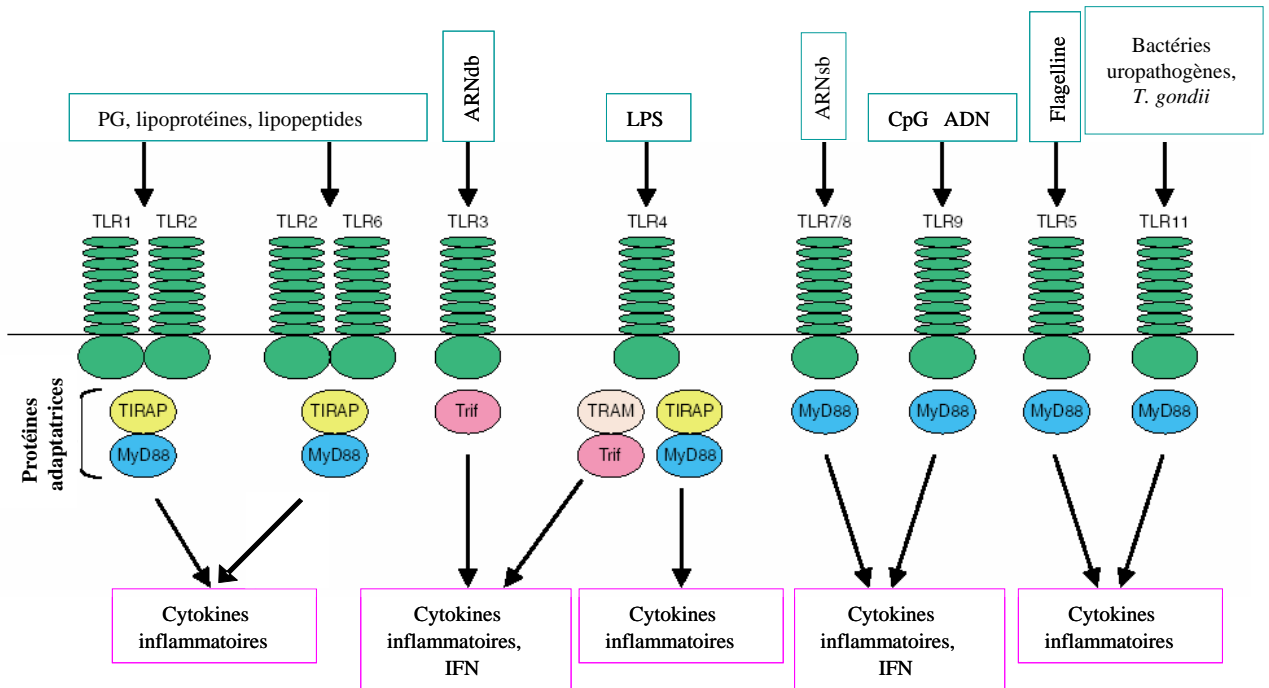 ARNdb
ARNsb
Flagelline
Bactéries
uropathogènes,
T. gondii
PG, lipoprotéines, lipopeptides
LPS
CpG ADN
TLR1
TLR2
TLR2
TLR6
TLR3
TLR4
TLR7/8
TLR9
TLR5
TLR11
Protéines
adaptatrices
TIRAP
MyD88
TIRAP
MyD88
Trif
TRAM
Trif
TIRAP
MyD88
MyD88
MyD88
MyD88
MyD88
Cytokines
inflammatoires
Cytokines
inflammatoires,
IFN
Cytokines
inflammatoires
Cytokines
inflammatoires,
IFN
Cytokines
inflammatoires